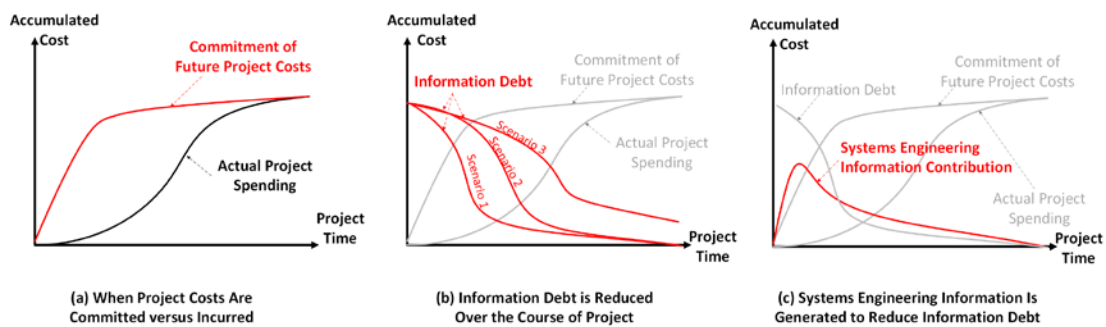 Accumulated
Cost
Commitment of
Future Project Costs
Actual Project
Spending
Project
Time
(a) When Project Costs Are
Committed versus Incurred
Accumulated
Cost
Information Debt
Commitment of
Future Project Costs
Scenario 1
Scenario 2
Scenario 3
Actual Project
Spending
Project
Time
(b) Information Debt is Reduced
Over the Course of Project
Accumulated
Cost
Information Debt
Commitment of
Future Project Costs
Systems Engineering
Information Contribution
Actual Project
Spending
Project
Time
(c) Systems Engineering Information Is
Generated to Reduce Information Debt